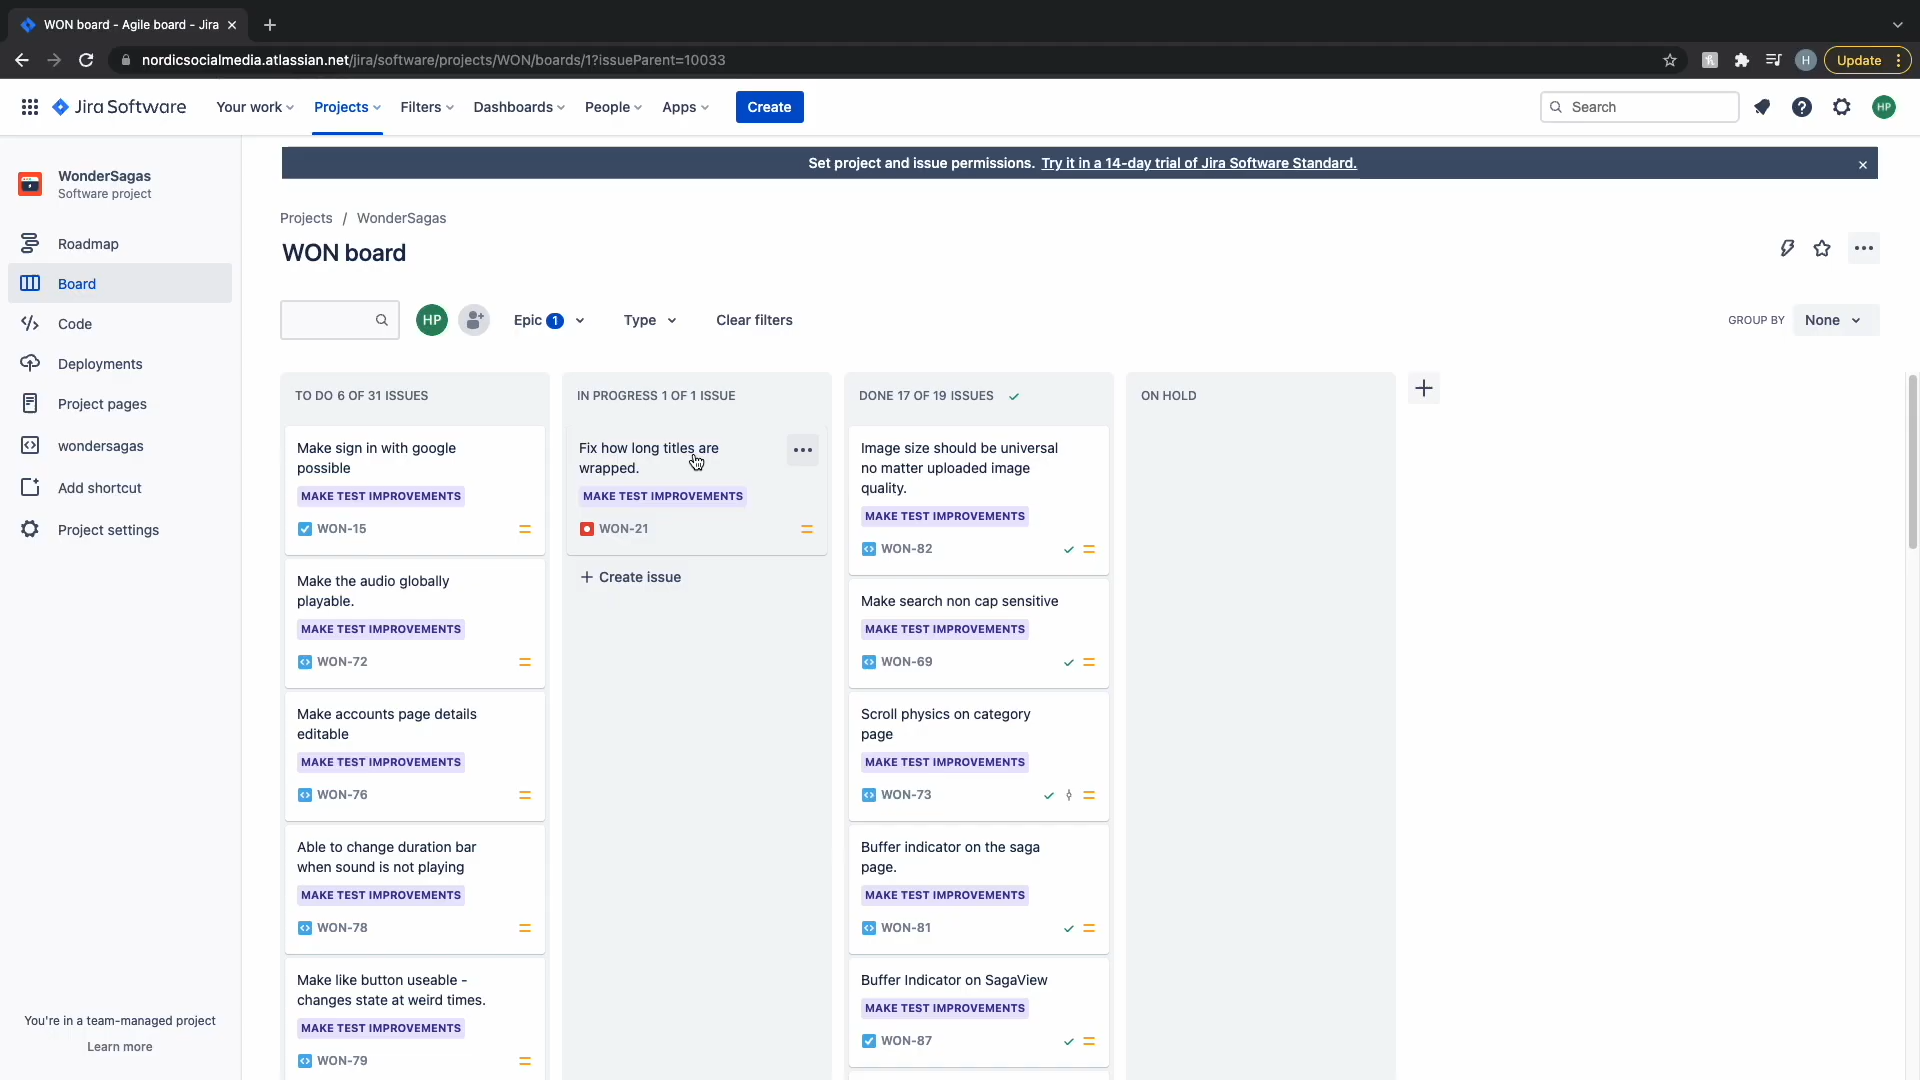 WON board - Agile board - Jira
nordicsocialmedia.atlassian.net/jira/software/projects/WON/boards/1?issueParent=10033
H
Update
Jira Software
Your work
Projects
Filters
Dashboards
People
Apps
Create
Search
HP
Set project and issue permissions. Try it in a 14-day trial of Jira Software Standard.
WonderSagas
Software project
Roadmap
Board
Code
Deployments
Project pages
wondersagas
Add shortcut
Project settings
You're in a team-managed project
Learn more
Projects / WonderSagas
WON board
HP
Epic 1
Type
Clear filters
GROUP BY
None
TO DO 6 OF 31 ISSUES
Make sign in with google
possible
MAKE TEST IMPROVEMENTS
WON-15
Make the audio globally
playable.
MAKE TEST IMPROVEMENTS
WON-72
Make accounts page details
editable
MAKE TEST IMPROVEMENTS
WON-76
Able to change duration bar
when sound is not playing
MAKE TEST IMPROVEMENTS
WON-78
Make like button useable -
changes state at weird times.
MAKE TEST IMPROVEMENTS
WON-79
IN PROGRESS 1 OF 1 ISSUE
Fix how long titles are
wrapped.
MAKE TEST IMPROVEMENTS
WON-21
+ Create issue
DONE 17 OF 19 ISSUES
Image size should be universal
no matter uploaded image
quality.
MAKE TEST IMPROVEMENTS
WON-82
Make search non cap sensitive
MAKE TEST IMPROVEMENTS
WON-69
Scroll physics on category
page
MAKE TEST IMPROVEMENTS
WON-73
Buffer indicator on the saga
page.
MAKE TEST IMPROVEMENTS
WON-81
Buffer Indicator on SagaView
MAKE TEST IMPROVEMENTS
WON-87
ON HOLD